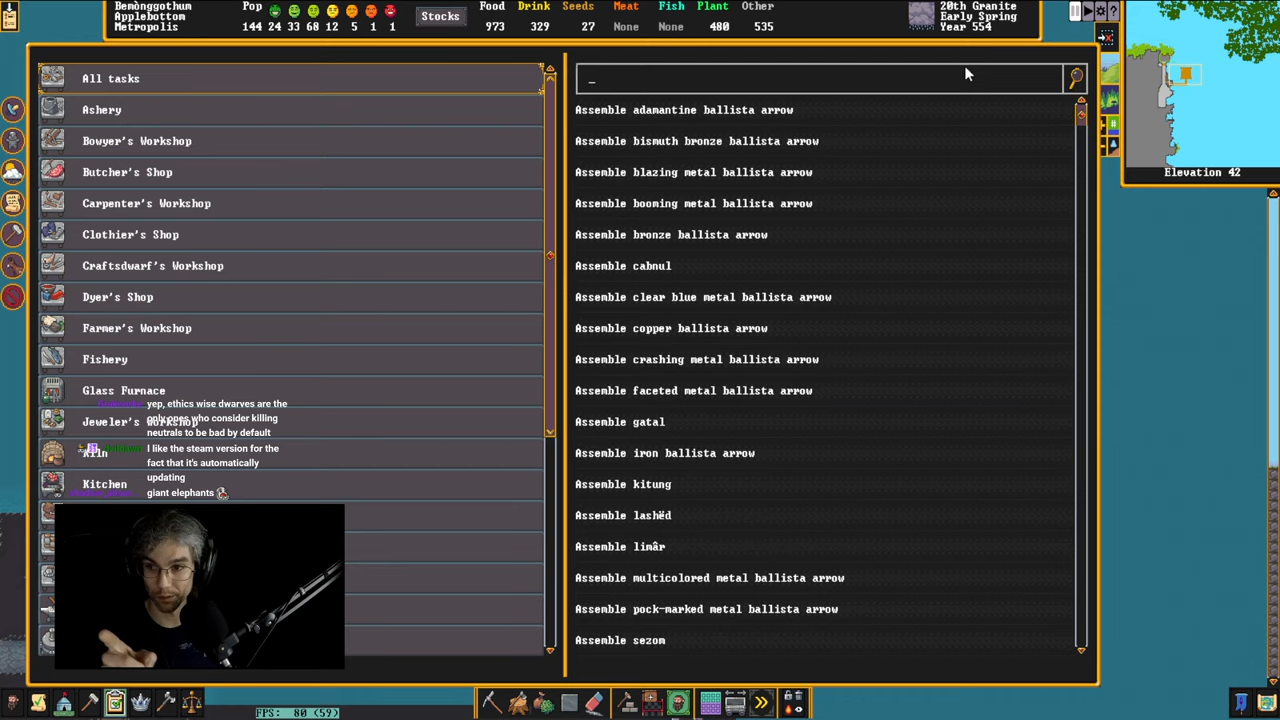 Bemönggothum
Applebottom
Metropolis
Pop
144 24 33 68 12 5 1 1
Stocks
Food Drink Seeds Meat Fish Plant Other
973 329 27 None None 480 535
20th Granite
Early Spring
Year 554
Elevation 42
All tasks
Ashery
Bowyer's Workshop
Butcher's Shop
Carpenter's Workshop
Clothier's Shop
Craftsdwarf's Workshop
Dyer's Shop
Farmer's Workshop
Fishery
Glass Furnace
Jeweler's Workshop
Kiln
Kitchen
yep, ethics wise dwarves are the
only ones who consider killing
neutrals to be bad by default
I like the steam version for the
fact that it's automatically
updating
giant elephants
_
Assemble adamantine ballista arrow
Assemble bismuth bronze ballista arrow
Assemble blazing metal ballista arrow
Assemble booming metal ballista arrow
Assemble bronze ballista arrow
Assemble cabnul
Assemble clear blue metal ballista arrow
Assemble copper ballista arrow
Assemble crashing metal ballista arrow
Assemble faceted metal ballista arrow
Assemble gatal
Assemble iron ballista arrow
Assemble kitung
Assemble lashëd
Assemble limâr
Assemble multicolored metal ballista arrow
Assemble pock-marked metal ballista arrow
Assemble sezom
FPS: 80 (59)